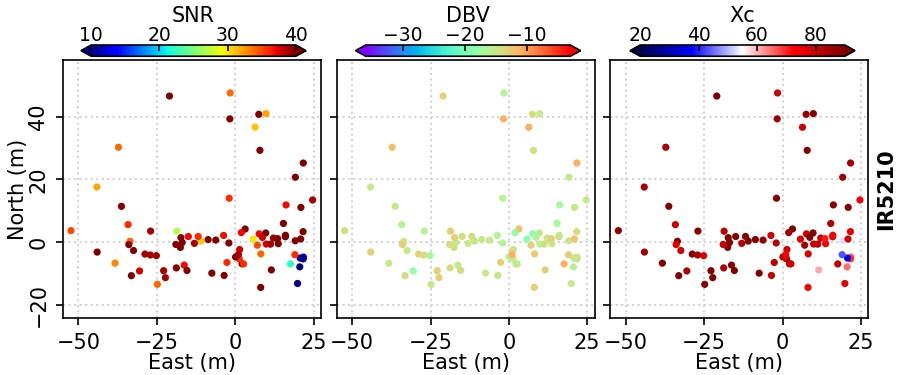 SNR DBV Xc
10 20 30 40 −30 −20 −10 20 40 60 80
40
20
0
−20
North (m)
IR5210
−50 −25 0 25 −50 −25 0 25 −50 −25 0 25
East (m) East (m) East (m)